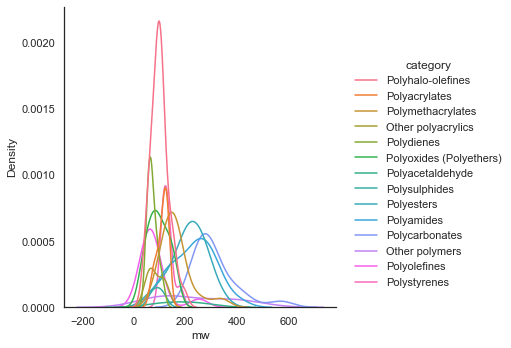 0.0020
0.0015
0.0010
0.0005
0.0000
Density
−200
0
200
400
600
mw
category
Polyhalo-olefines
Polyacrylates
Polymethacrylates
Other polyacrylics
Polydienes
Polyoxides (Polyethers)
Polyacetaldehyde
Polysulphides
Polyesters
Polyamides
Polycarbonates
Other polymers
Polyolefines
Polystyrenes